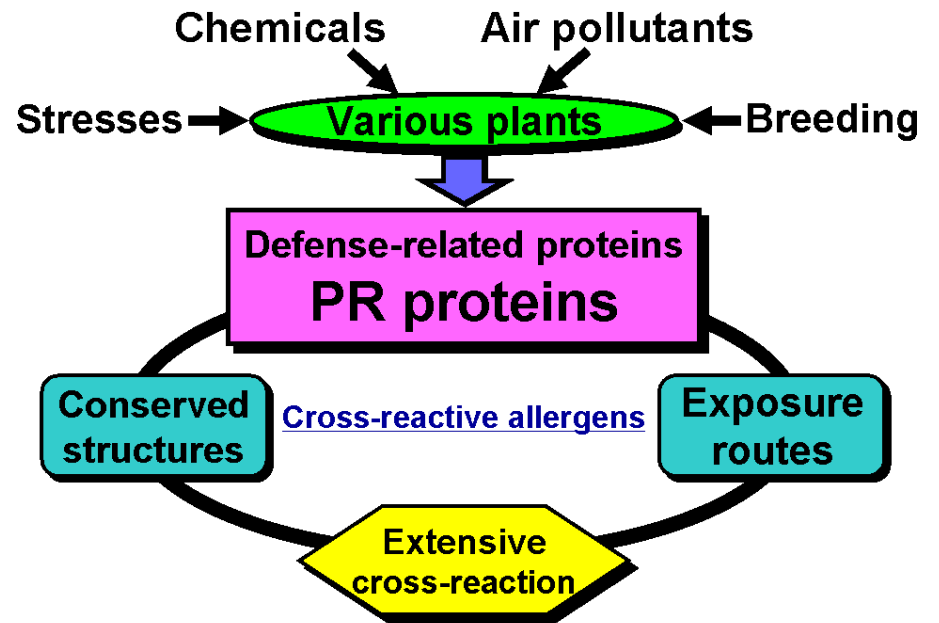 Chemicals
Air pollutants
Stresses
Various plants
Breeding
Defense-related proteins
PR proteins
Conserved
structures
Cross-reactive allergens
Exposure
routes
Extensive
cross-reaction